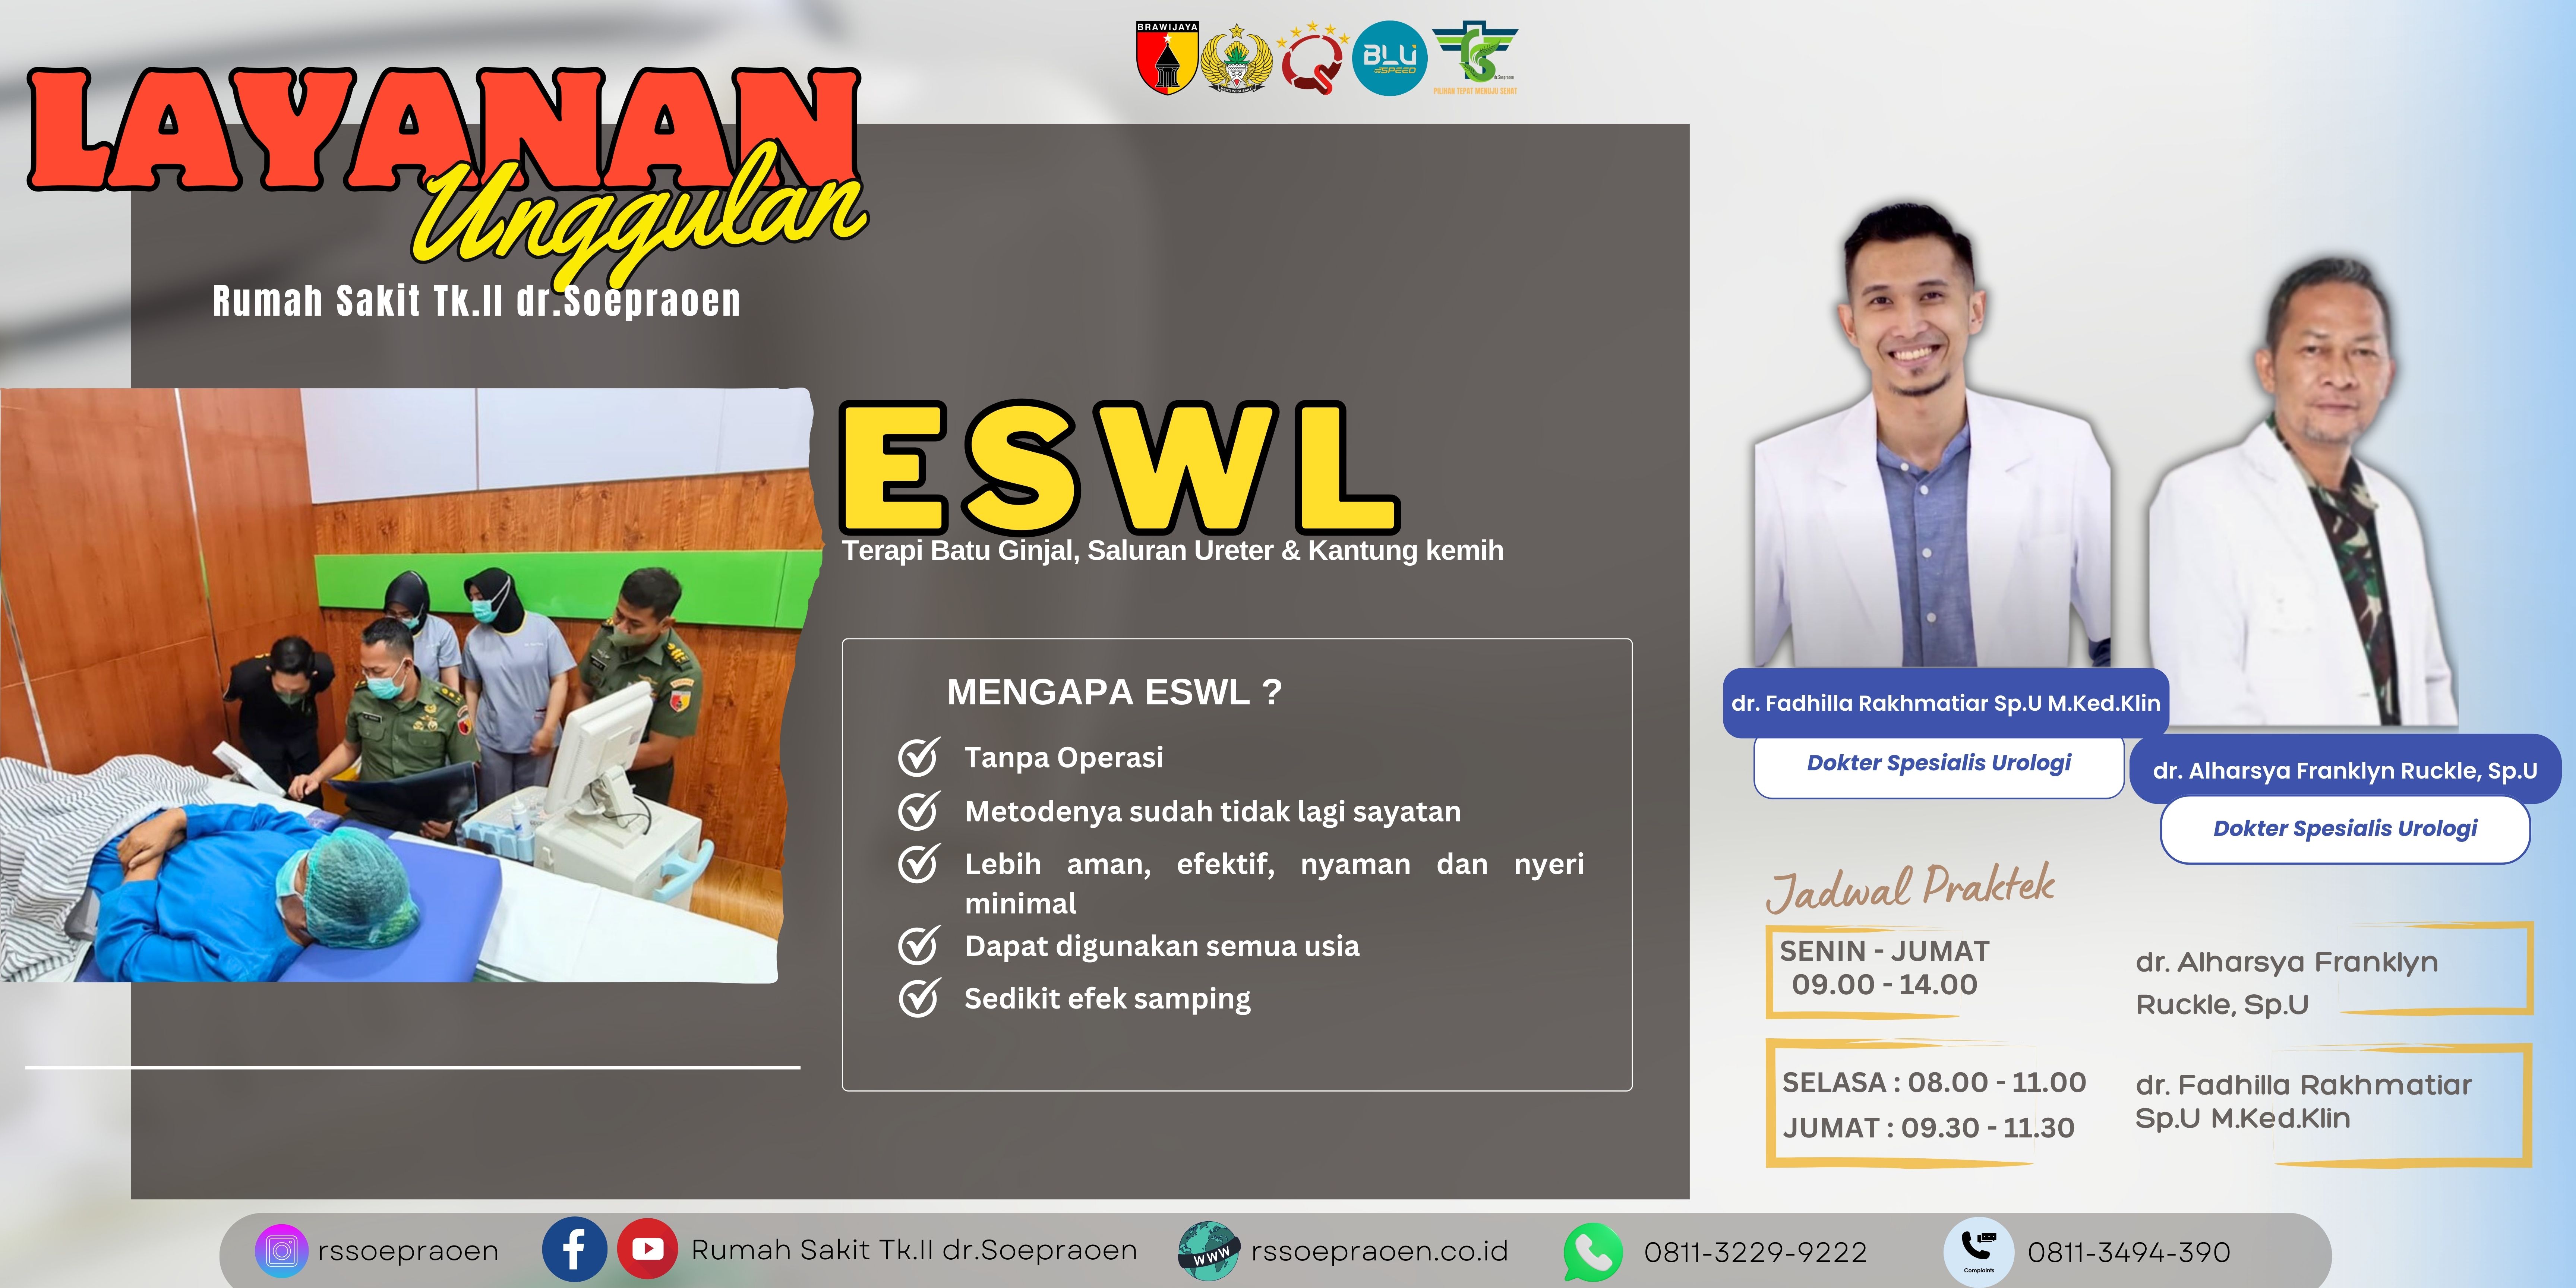 BRAWIJAYA
BLU
SPEED
dr. Soepraoen
PILIHAN TEPAT MENUJU SEHAT
LAYANAN
Unggulan
Rumah Sakit Tk.II dr.Soepraoen
ESWL
Terapi Batu Ginjal, Saluran Ureter & Kantung kemih
MENGAPA ESWL ?
Tanpa Operasi
Metodenya sudah tidak lagi sayatan
Lebih aman, efektif, nyaman dan nyeri
minimal
Dapat digunakan semua usia
Sedikit efek samping
dr. Fadhilla Rakhmatiar Sp.U M.Ked.Klin
Dokter Spesialis Urologi
dr. Alharsya Franklyn Ruckle, Sp.U
Dokter Spesialis Urologi
Jadwal Praktek
SENIN - JUMAT
09.00 - 14.00
dr. Alharsya Franklyn
Ruckle, Sp.U
SELASA : 08.00 - 11.00
JUMAT : 09.30 - 11.30
dr. Fadhilla Rakhmatiar
Sp.U M.Ked.Klin
rssoepraoen
Rumah Sakit Tk.II dr.Soepraoen
WWW
rssoepraoen.co.id
0811-3229-9222
Complaints
0811-3494-390